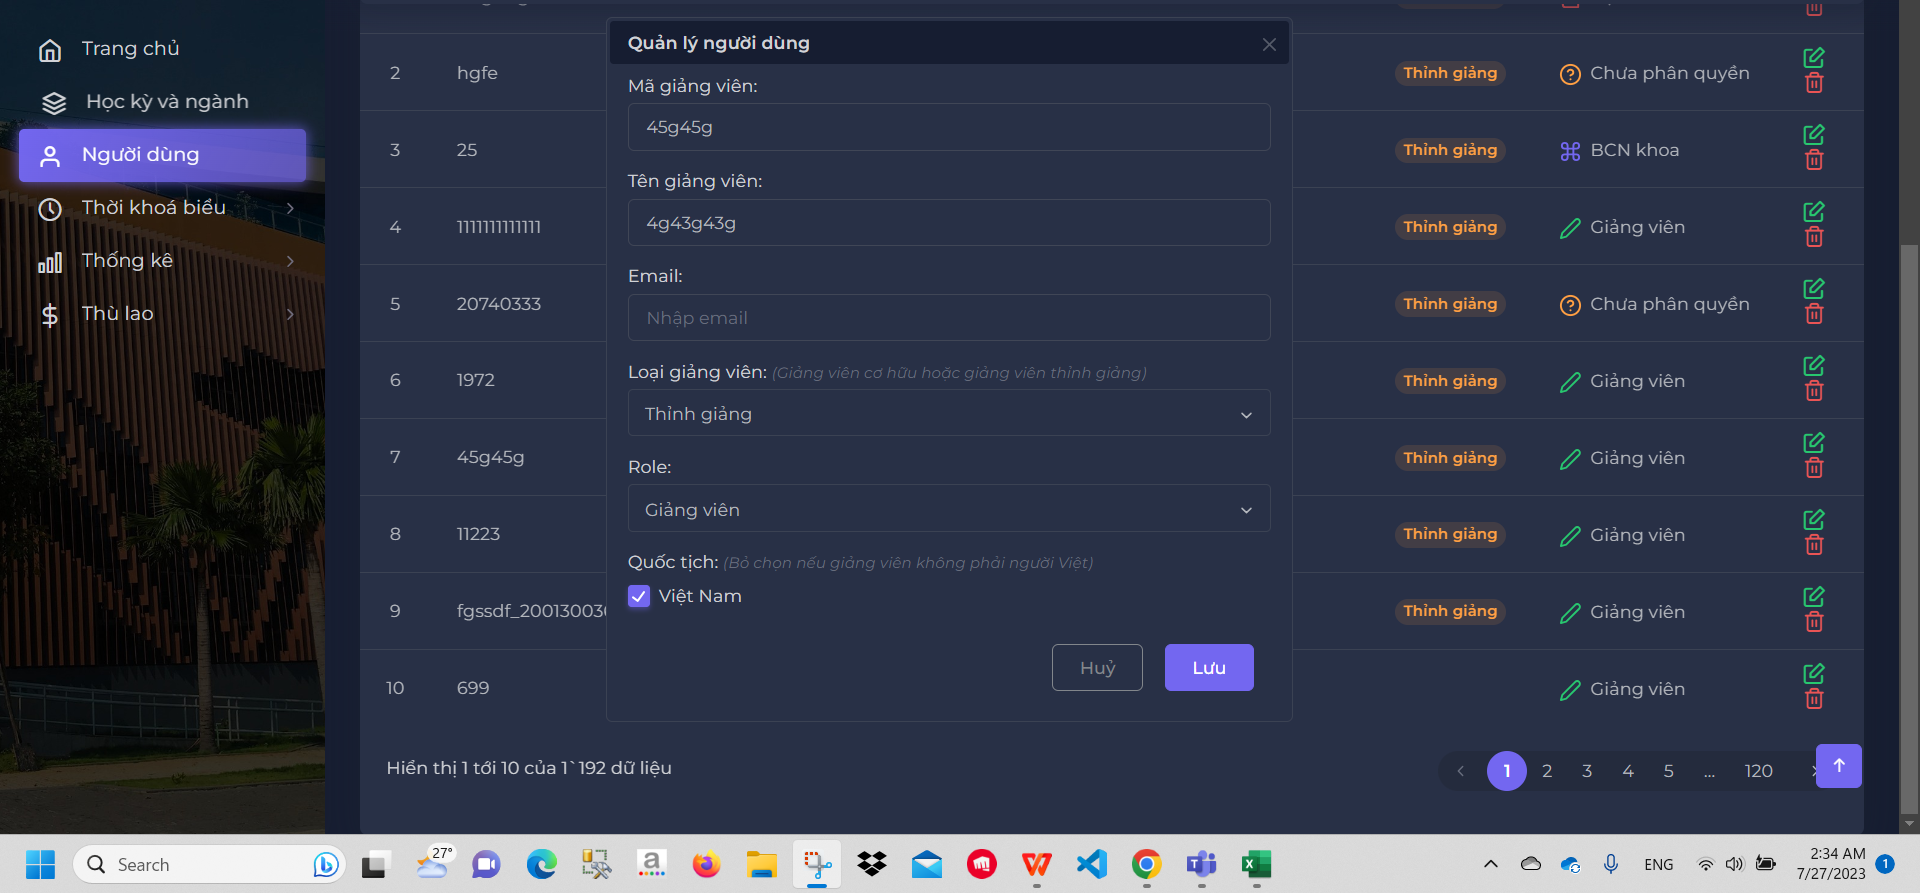 Trang chủ
Học kỳ và ngành
Người dùng
Thời khoá biểu
Thống kê
Thù lao
Quản lý người dùng
Mã giảng viên:
45g45g
Tên giảng viên:
4g43g43g
Email:
Nhập email
Loại giảng viên: (Giảng viên cơ hữu hoặc giảng viên thỉnh giảng)
Thỉnh giảng
Role:
Giảng viên
Quốc tịch: (Bỏ chọn nếu giảng viên không phải người Việt)
Việt Nam
Huỷ
Lưu
2 hgfe Thỉnh giảng Chưa phân quyền
3 25 Thỉnh giảng BCN khoa
4 1111111111111 Thỉnh giảng Giảng viên
5 20740333 Thỉnh giảng Chưa phân quyền
6 1972 Thỉnh giảng Giảng viên
7 45g45g Thỉnh giảng Giảng viên
8 11223 Thỉnh giảng Giảng viên
9 fgssdf_20013003 Thỉnh giảng Giảng viên
10 699 Giảng viên
Hiển thị 1 tới 10 của 1`192 dữ liệu
1 2 3 4 5 ... 120
27°
Search
ENG
2:34 AM
7/27/2023
1